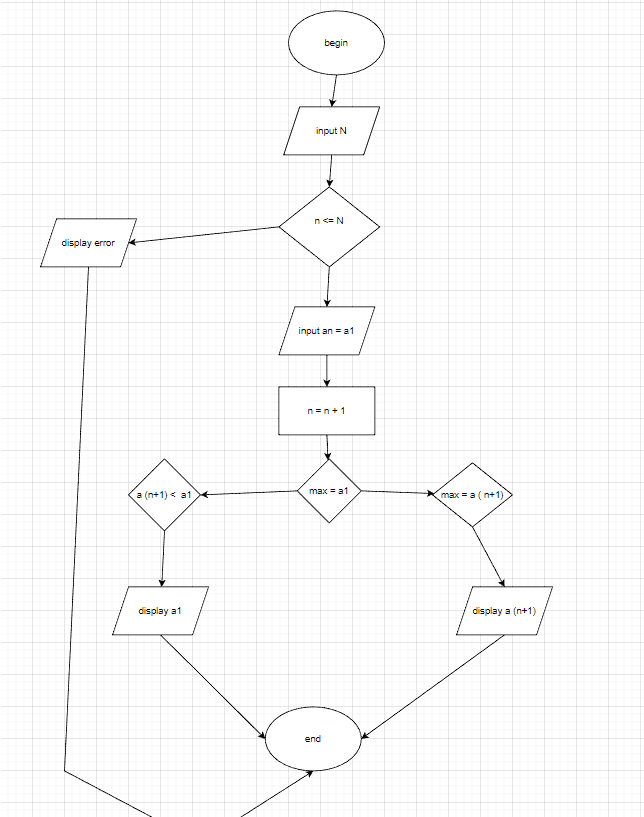 begin
input N
n <= N
display error
input an = a1
n = n + 1
a (n+1) < a1
max = a1
max = a ( n+1)
display a1
display a (n+1)
end